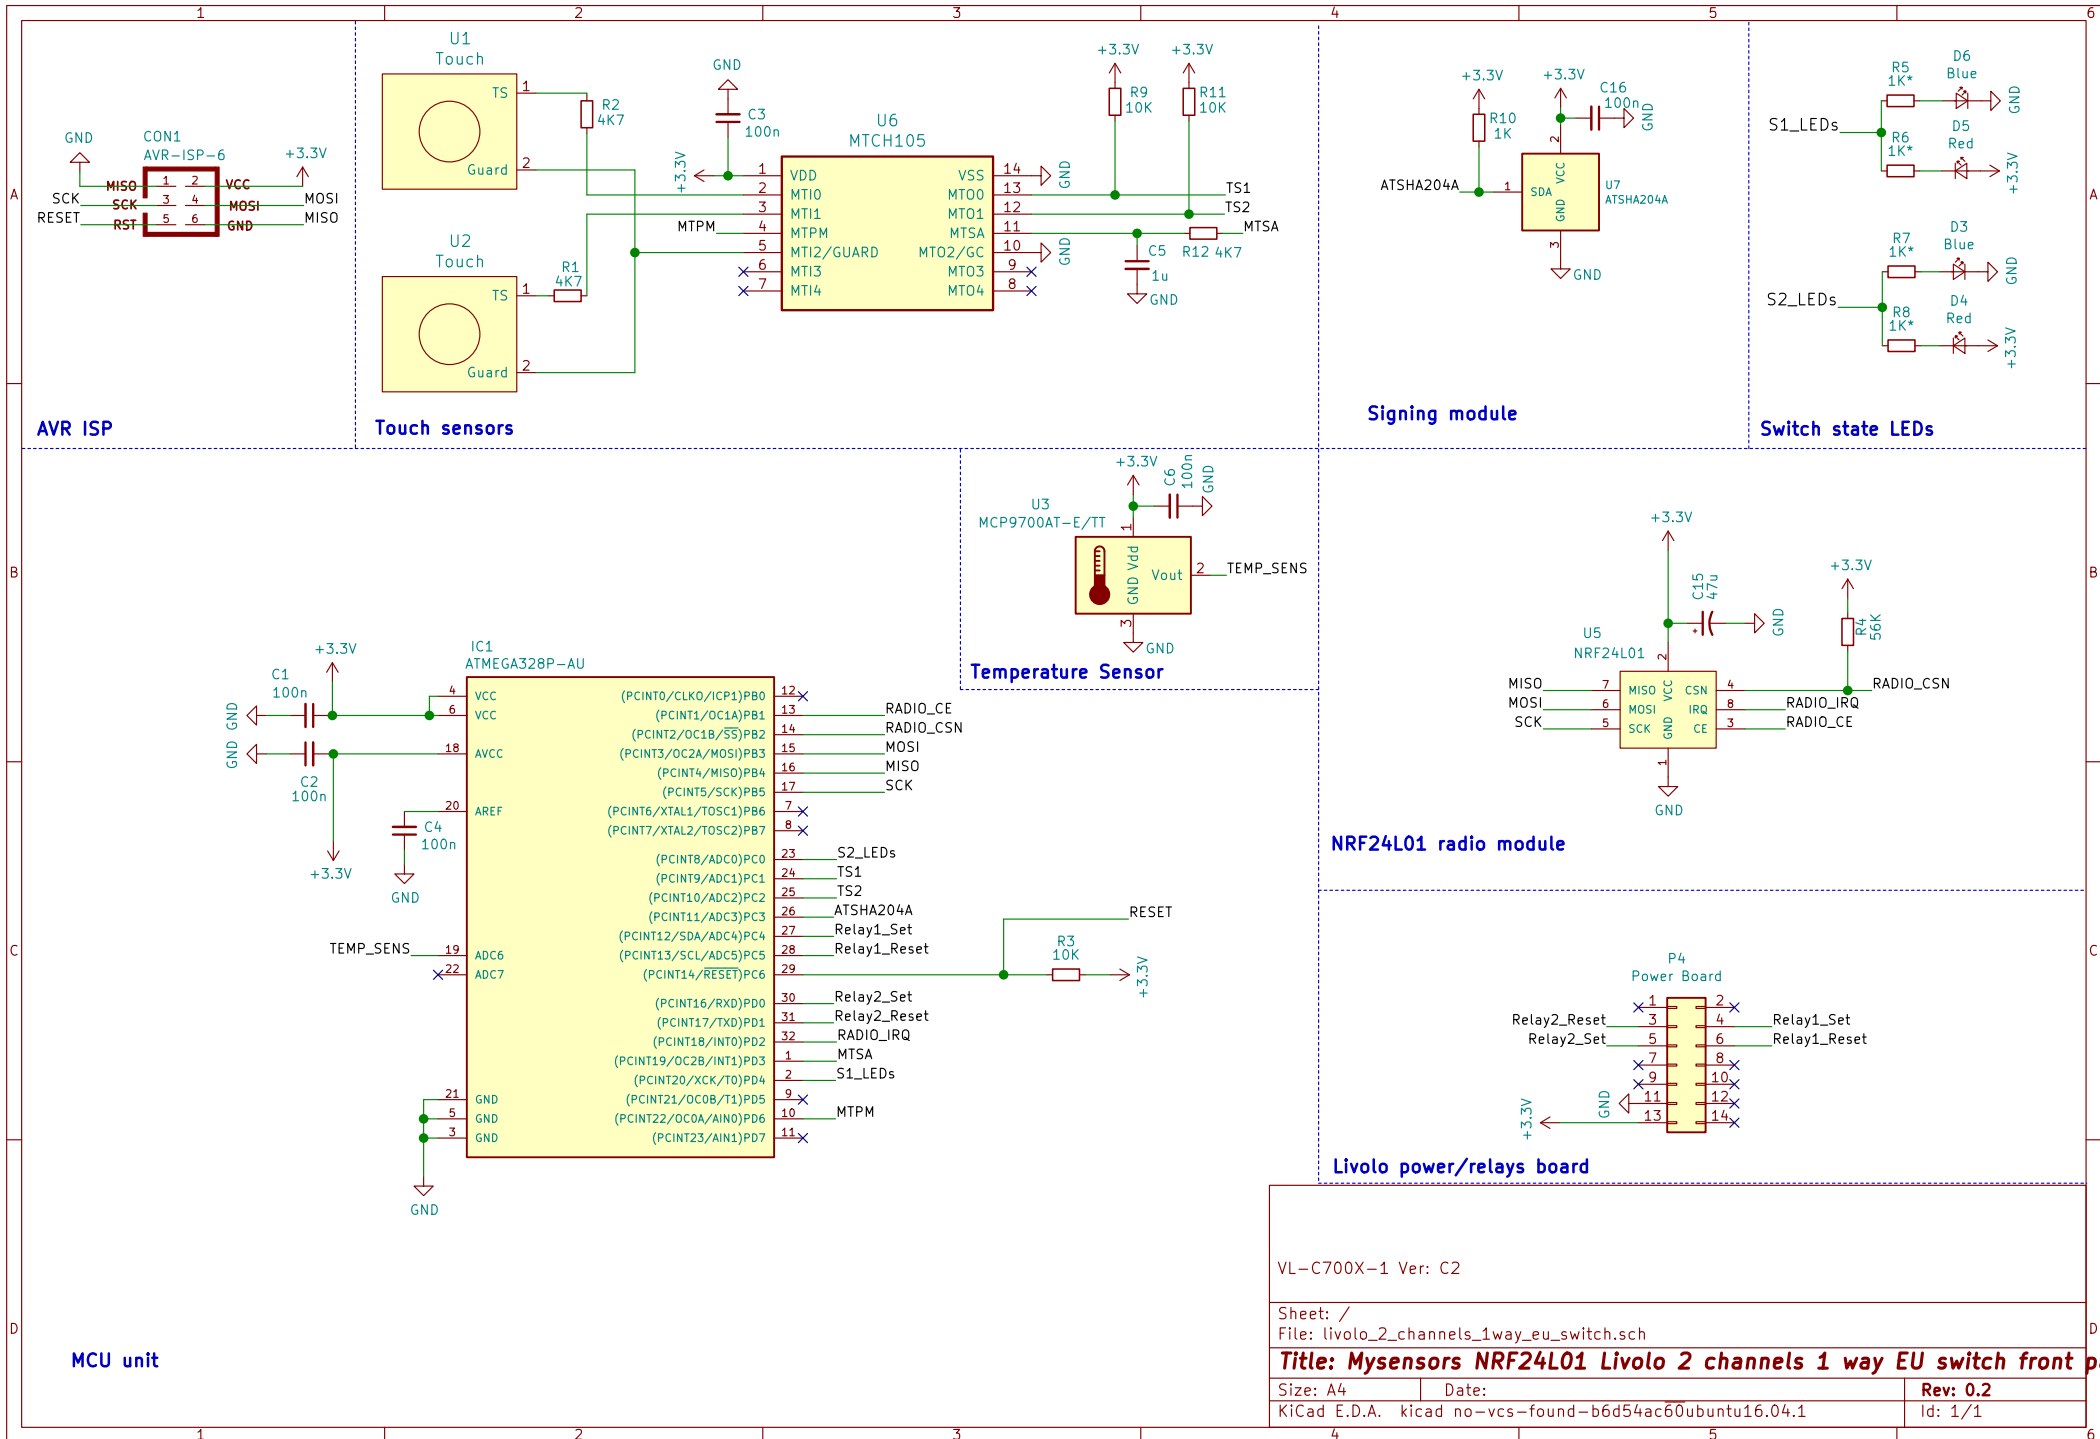 1 2 3 4 5 6
A
B
C
D
GND
CON1
AVR-ISP-6
+3.3V
MISO 1 2 VCC
SCK SCK 3 4 MOSI MOSI
RESET RST 5 6 GND MISO
AVR ISP
U1
Touch
TS 1
Guard 2
R2
4K7
U2
Touch
TS 1
Guard 2
R1
4K7
GND
C3
100n
+3.3V
MTPM
U6
MTCH105
1 VDD
2 MTI0
3 MTI1
4 MTPM
5 MTI2/GUARD
6 MTI3
7 MTI4
VSS 14
MTO0 13
MTO1 12
MTSA 11
MTO2/GC 10
MTO3 9
MTO4 8
GND
GND
+3.3V
R9
10K
+3.3V
R11
10K
TS1
TS2
MTSA
R12 4K7
C5
1u
GND
Touch sensors
+3.3V
R10
1K
+3.3V
C16
100n
GND
ATSHA204A
1 SDA
2 VCC
3 GND
U7
ATSHA204A
GND
Signing module
S1_LEDs
R5
1K*
D6
Blue
GND
R6
1K*
D5
Red
+3.3V
S2_LEDs
R7
1K*
D3
Blue
GND
R8
1K*
D4
Red
+3.3V
Switch state LEDs
+3.3V
C6
100n
GND
U3
MCP9700AT-E/TT
1
GND Vdd
Vout 2
TEMP_SENS
3
GND
Temperature Sensor
IC1
ATMEGA328P-AU
+3.3V
C1
100n
GND
GND
C2
100n
+3.3V
C4
100n
GND
TEMP_SENS
GND
4 VCC
6 VCC
18 AVCC
20 AREF
19 ADC6
22 ADC7
21 GND
5 GND
3 GND
(PCINT0/CLKO/ICP1)PB0 12
(PCINT1/OC1A)PB1 13 RADIO_CE
(PCINT2/OC1B/SS)PB2 14 RADIO_CSN
(PCINT3/OC2A/MOSI)PB3 15 MOSI
(PCINT4/MISO)PB4 16 MISO
(PCINT5/SCK)PB5 17 SCK
(PCINT6/XTAL1/TOSC1)PB6 7
(PCINT7/XTAL2/TOSC2)PB7 8
(PCINT8/ADC0)PC0 23 S2_LEDs
(PCINT9/ADC1)PC1 24 TS1
(PCINT10/ADC2)PC2 25 TS2
(PCINT11/ADC3)PC3 26 ATSHA204A
(PCINT12/SDA/ADC4)PC4 27 Relay1_Set
(PCINT13/SCL/ADC5)PC5 28 Relay1_Reset
(PCINT14/RESET)PC6 29
(PCINT16/RXD)PD0 30 Relay2_Set
(PCINT17/TXD)PD1 31 Relay2_Reset
(PCINT18/INT0)PD2 32 RADIO_IRQ
(PCINT19/OC2B/INT1)PD3 1 MTSA
(PCINT20/XCK/T0)PD4 2 S1_LEDs
(PCINT21/OC0B/T1)PD5 9
(PCINT22/OC0A/AIN0)PD6 10 MTPM
(PCINT23/AIN1)PD7 11
RESET
R3
10K
+3.3V
MCU unit
+3.3V
C15
47u
GND
+3.3V
R4
56K
U5
NRF24L01
MISO 7 MISO
MOSI 6 MOSI
SCK 5 SCK
2 VCC
GND 1
CSN 4 RADIO_CSN
IRQ 8 RADIO_IRQ
CE 3 RADIO_CE
GND
NRF24L01 radio module
P4
Power Board
1 2
Relay2_Reset 3 4 Relay1_Set
Relay2_Set 5 6 Relay1_Reset
7 8
9 10
GND 11 12
+3.3V 13 14
Livolo power/relays board
VL-C700X-1 Ver: C2
Sheet: /
File: livolo_2_channels_1way_eu_switch.sch
Title: Mysensors NRF24L01 Livolo 2 channels 1 way EU switch front p
Size: A4 Date: Rev: 0.2
KiCad E.D.A. kicad no-vcs-found-b6d54ac60ubuntu16.04.1 Id: 1/1
A
B
C
D
1 2 3 4 5 6